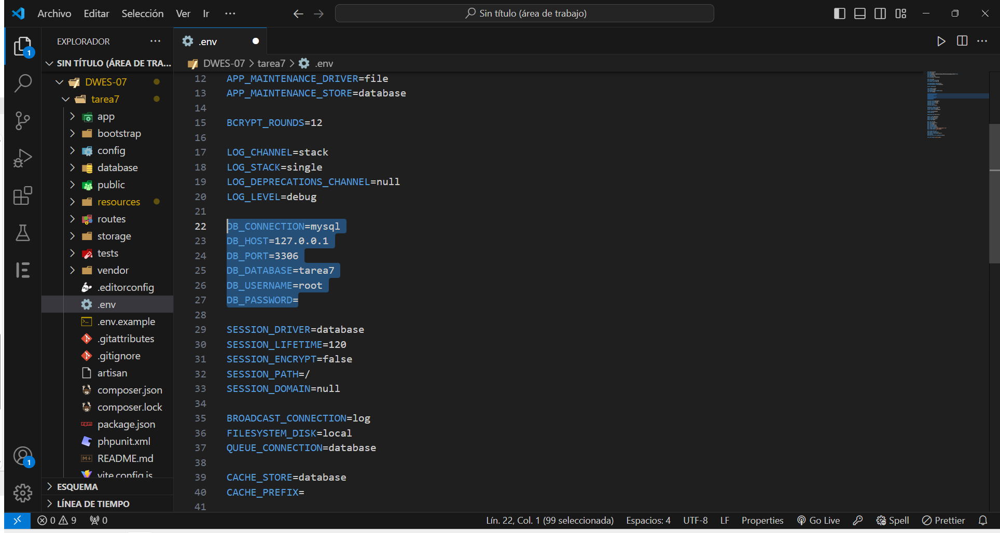 Archivo Editar Selección Ver Ir ···
Sin título (área de trabajo)
EXPLORADOR ···
SIN TÍTULO (ÁREA DE TRA...
DWES-07
tarea7
app
bootstrap
config
database
public
resources
routes
storage
tests
vendor
.editorconfig
.env
.env.example
.gitattributes
.gitignore
artisan
composer.json
composer.lock
package.json
phpunit.xml
README.md
vite.config.js
ESQUEMA
LÍNEA DE TIEMPO
1
1
.env
DWES-07 > tarea7 > .env
12 APP_MAINTENANCE_DRIVER=file
13 APP_MAINTENANCE_STORE=database
14
15 BCRYPT_ROUNDS=12
16
17 LOG_CHANNEL=stack
18 LOG_STACK=single
19 LOG_DEPRECATIONS_CHANNEL=null
20 LOG_LEVEL=debug
21
22 DB_CONNECTION=mysql
23 DB_HOST=127.0.0.1
24 DB_PORT=3306
25 DB_DATABASE=tarea7
26 DB_USERNAME=root
27 DB_PASSWORD=
28
29 SESSION_DRIVER=database
30 SESSION_LIFETIME=120
31 SESSION_ENCRYPT=false
32 SESSION_PATH=/
33 SESSION_DOMAIN=null
34
35 BROADCAST_CONNECTION=log
36 FILESYSTEM_DISK=local
37 QUEUE_CONNECTION=database
38
39 CACHE_STORE=database
40 CACHE_PREFIX=
41
0 9 0 Lín. 22, Col. 1 (99 seleccionada) Espacios: 4 UTF-8 LF Properties Go Live Spell Prettier